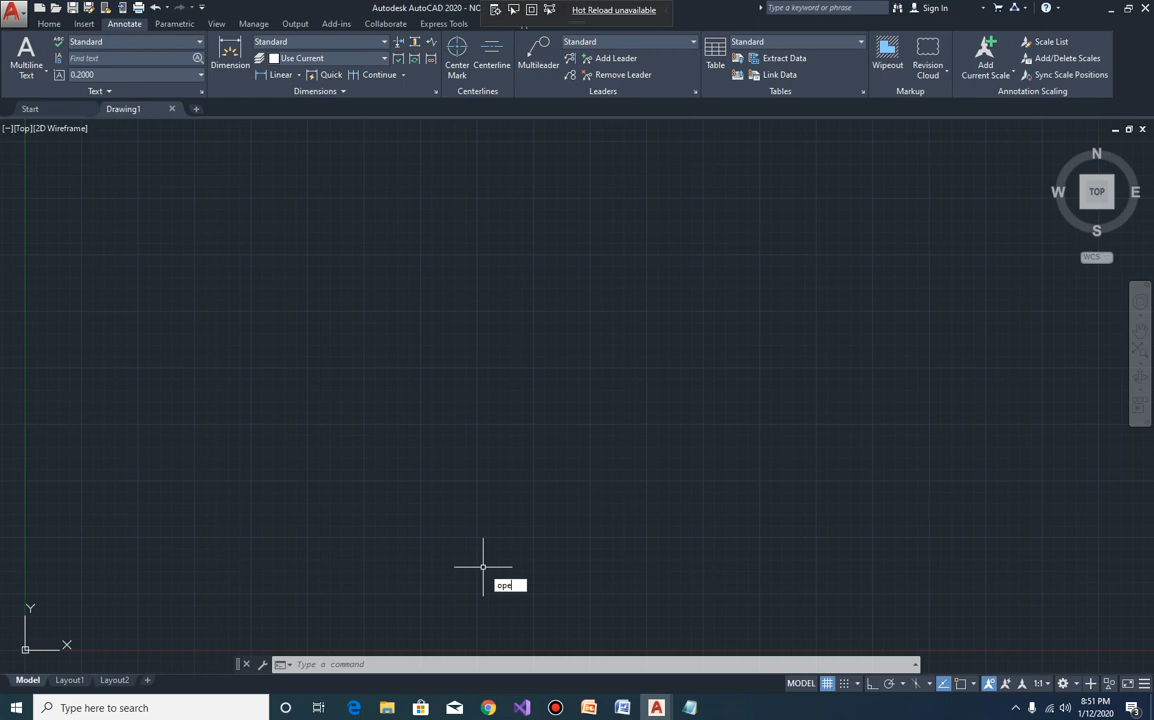 Autodesk AutoCAD 2020 - NO
Hot Reload unavailable
Type a keyword or phrase
Sign In
Home Insert Annotate Parametric View Manage Output Add-ins Collaborate Express Tools
Multiline Text
Standard
Find text
0.2000
Text
Dimension
Standard
Use Current
Linear Quick Continue
Dimensions
Center Mark
Centerline
Centerlines
Multileader
Standard
Add Leader
Remove Leader
Leaders
Table
Standard
Extract Data
Link Data
Tables
Wipeout
Revision Cloud
Markup
Add Current Scale
Scale List
Add/Delete Scales
Sync Scale Positions
Annotation Scaling
Start Drawing1
[−][Top][2D Wireframe]
N
W TOP E
S
WCS
ope
Y
X
Type a command
Model Layout1 Layout2
MODEL 1:1
Type here to search
8:51 PM
1/12/2020
3